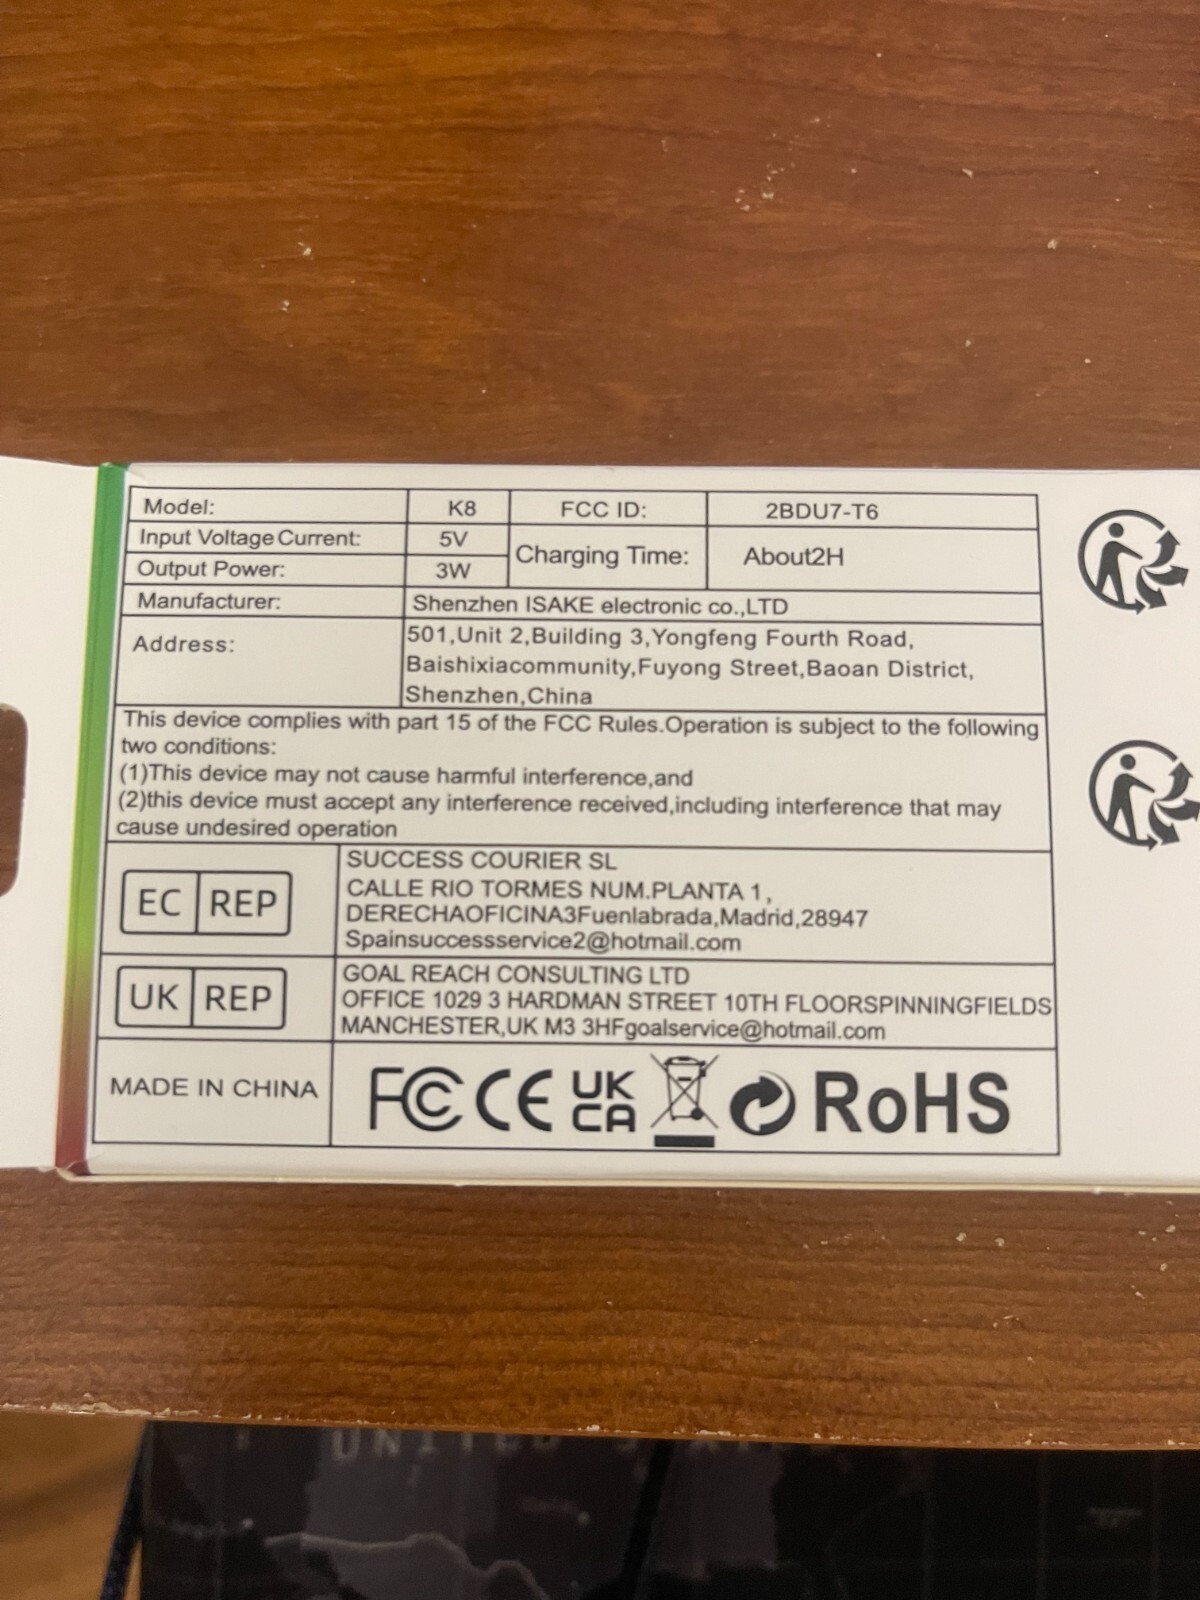 Model: K8 FCC ID: 2BDU7-T6
Input Voltage Current: 5V
Charging Time: About2H
Output Power: 3W
Manufacturer: Shenzhen ISAKE electronic co.,LTD
Address: 501,Unit 2,Building 3,Yongfeng Fourth Road,
Baishixiacommunity,Fuyong Street,Baoan District,
Shenzhen,China
This device complies with part 15 of the FCC Rules.Operation is subject to the following
two conditions:
(1)This device may not cause harmful interference,and
(2)this device must accept any interference received,including interference that may
cause undesired operation
EC REP
SUCCESS COURIER SL
CALLE RIO TORMES NUM.PLANTA 1,
DERECHAOFICINA3Fuenlabrada,Madrid,28947
Spainsuccessservice2@hotmail.com
UK REP
GOAL REACH CONSULTING LTD
OFFICE 1029 3 HARDMAN STREET 10TH FLOORSPINNINGFIELDS
MANCHESTER,UK M3 3HFgoalservice@hotmail.com
MADE IN CHINA
FC CE UK
CA
RoHS
UNITED